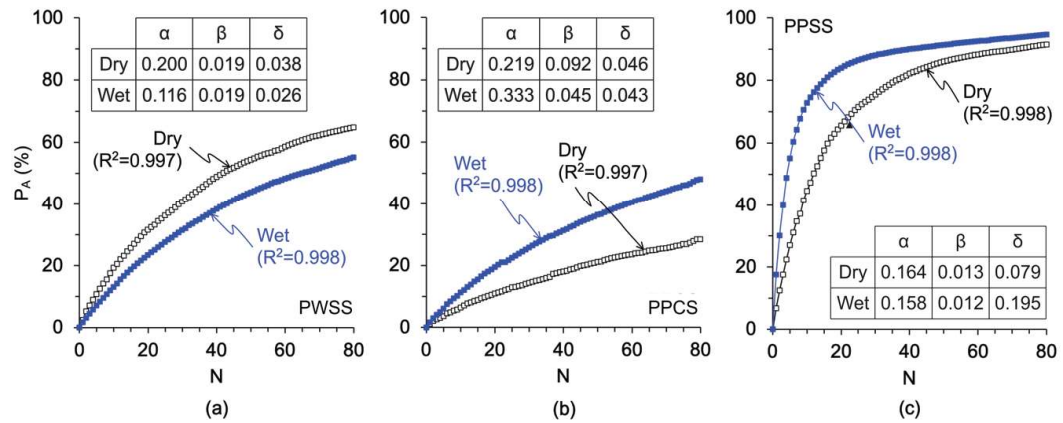 100
80
60
40
20
0
P_A (%)
α β δ
Dry 0.200 0.019 0.038
Wet 0.116 0.019 0.026
Dry
(R²=0.997)
Wet
(R²=0.998)
PWSS
0 20 40 60 80
N
(a)
100
80
60
40
20
0
α β δ
Dry 0.219 0.092 0.046
Wet 0.333 0.045 0.043
Wet
(R²=0.998)
Dry
(R²=0.997)
PPCS
0 20 40 60 80
N
(b)
100
80
60
40
20
0
PPSS
Dry
(R²=0.998)
Wet
(R²=0.998)
α β δ
Dry 0.164 0.013 0.079
Wet 0.158 0.012 0.195
0 20 40 60 80
N
(c)